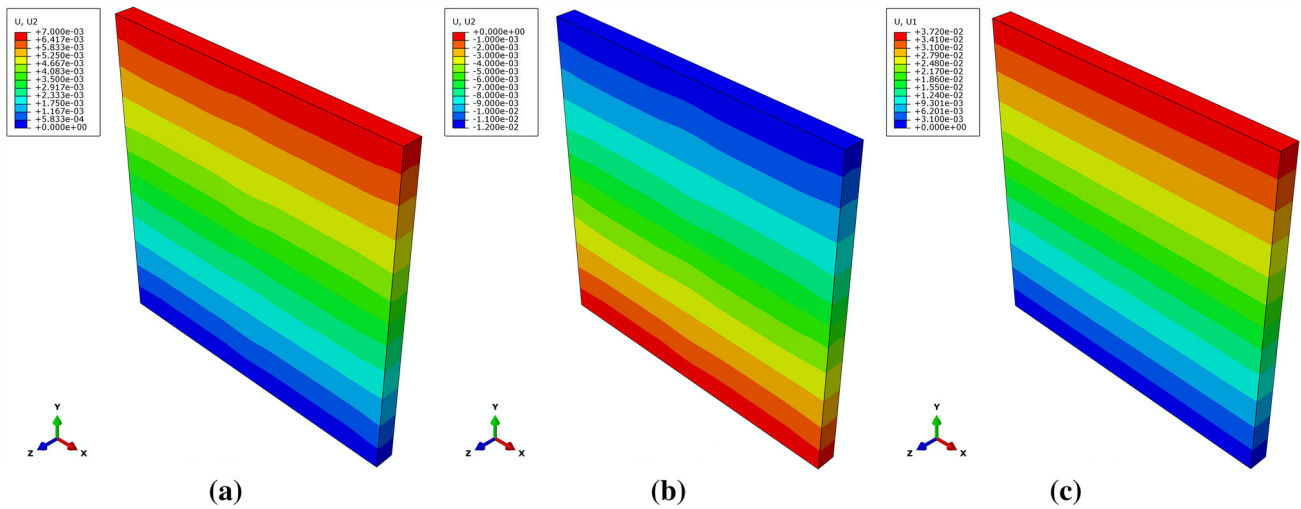 U, U2
+7.000e-03
+6.417e-03
+5.833e-03
+5.250e-03
+4.667e-03
+4.083e-03
+3.500e-03
+2.917e-03
+2.333e-03
+1.750e-03
+1.167e-03
+5.833e-04
+0.000e+00
Y
Z
X
(a)
U, U2
+0.000e+00
-1.000e-03
-2.000e-03
-3.000e-03
-4.000e-03
-5.000e-03
-6.000e-03
-7.000e-03
-8.000e-03
-9.000e-03
-1.000e-02
-1.100e-02
-1.200e-02
Y
Z
X
(b)
U, U1
+3.720e-02
+3.410e-02
+3.100e-02
+2.790e-02
+2.480e-02
+2.170e-02
+1.860e-02
+1.550e-02
+1.240e-02
+9.301e-03
+6.201e-03
+3.100e-03
+0.000e+00
Y
Z
X
(c)